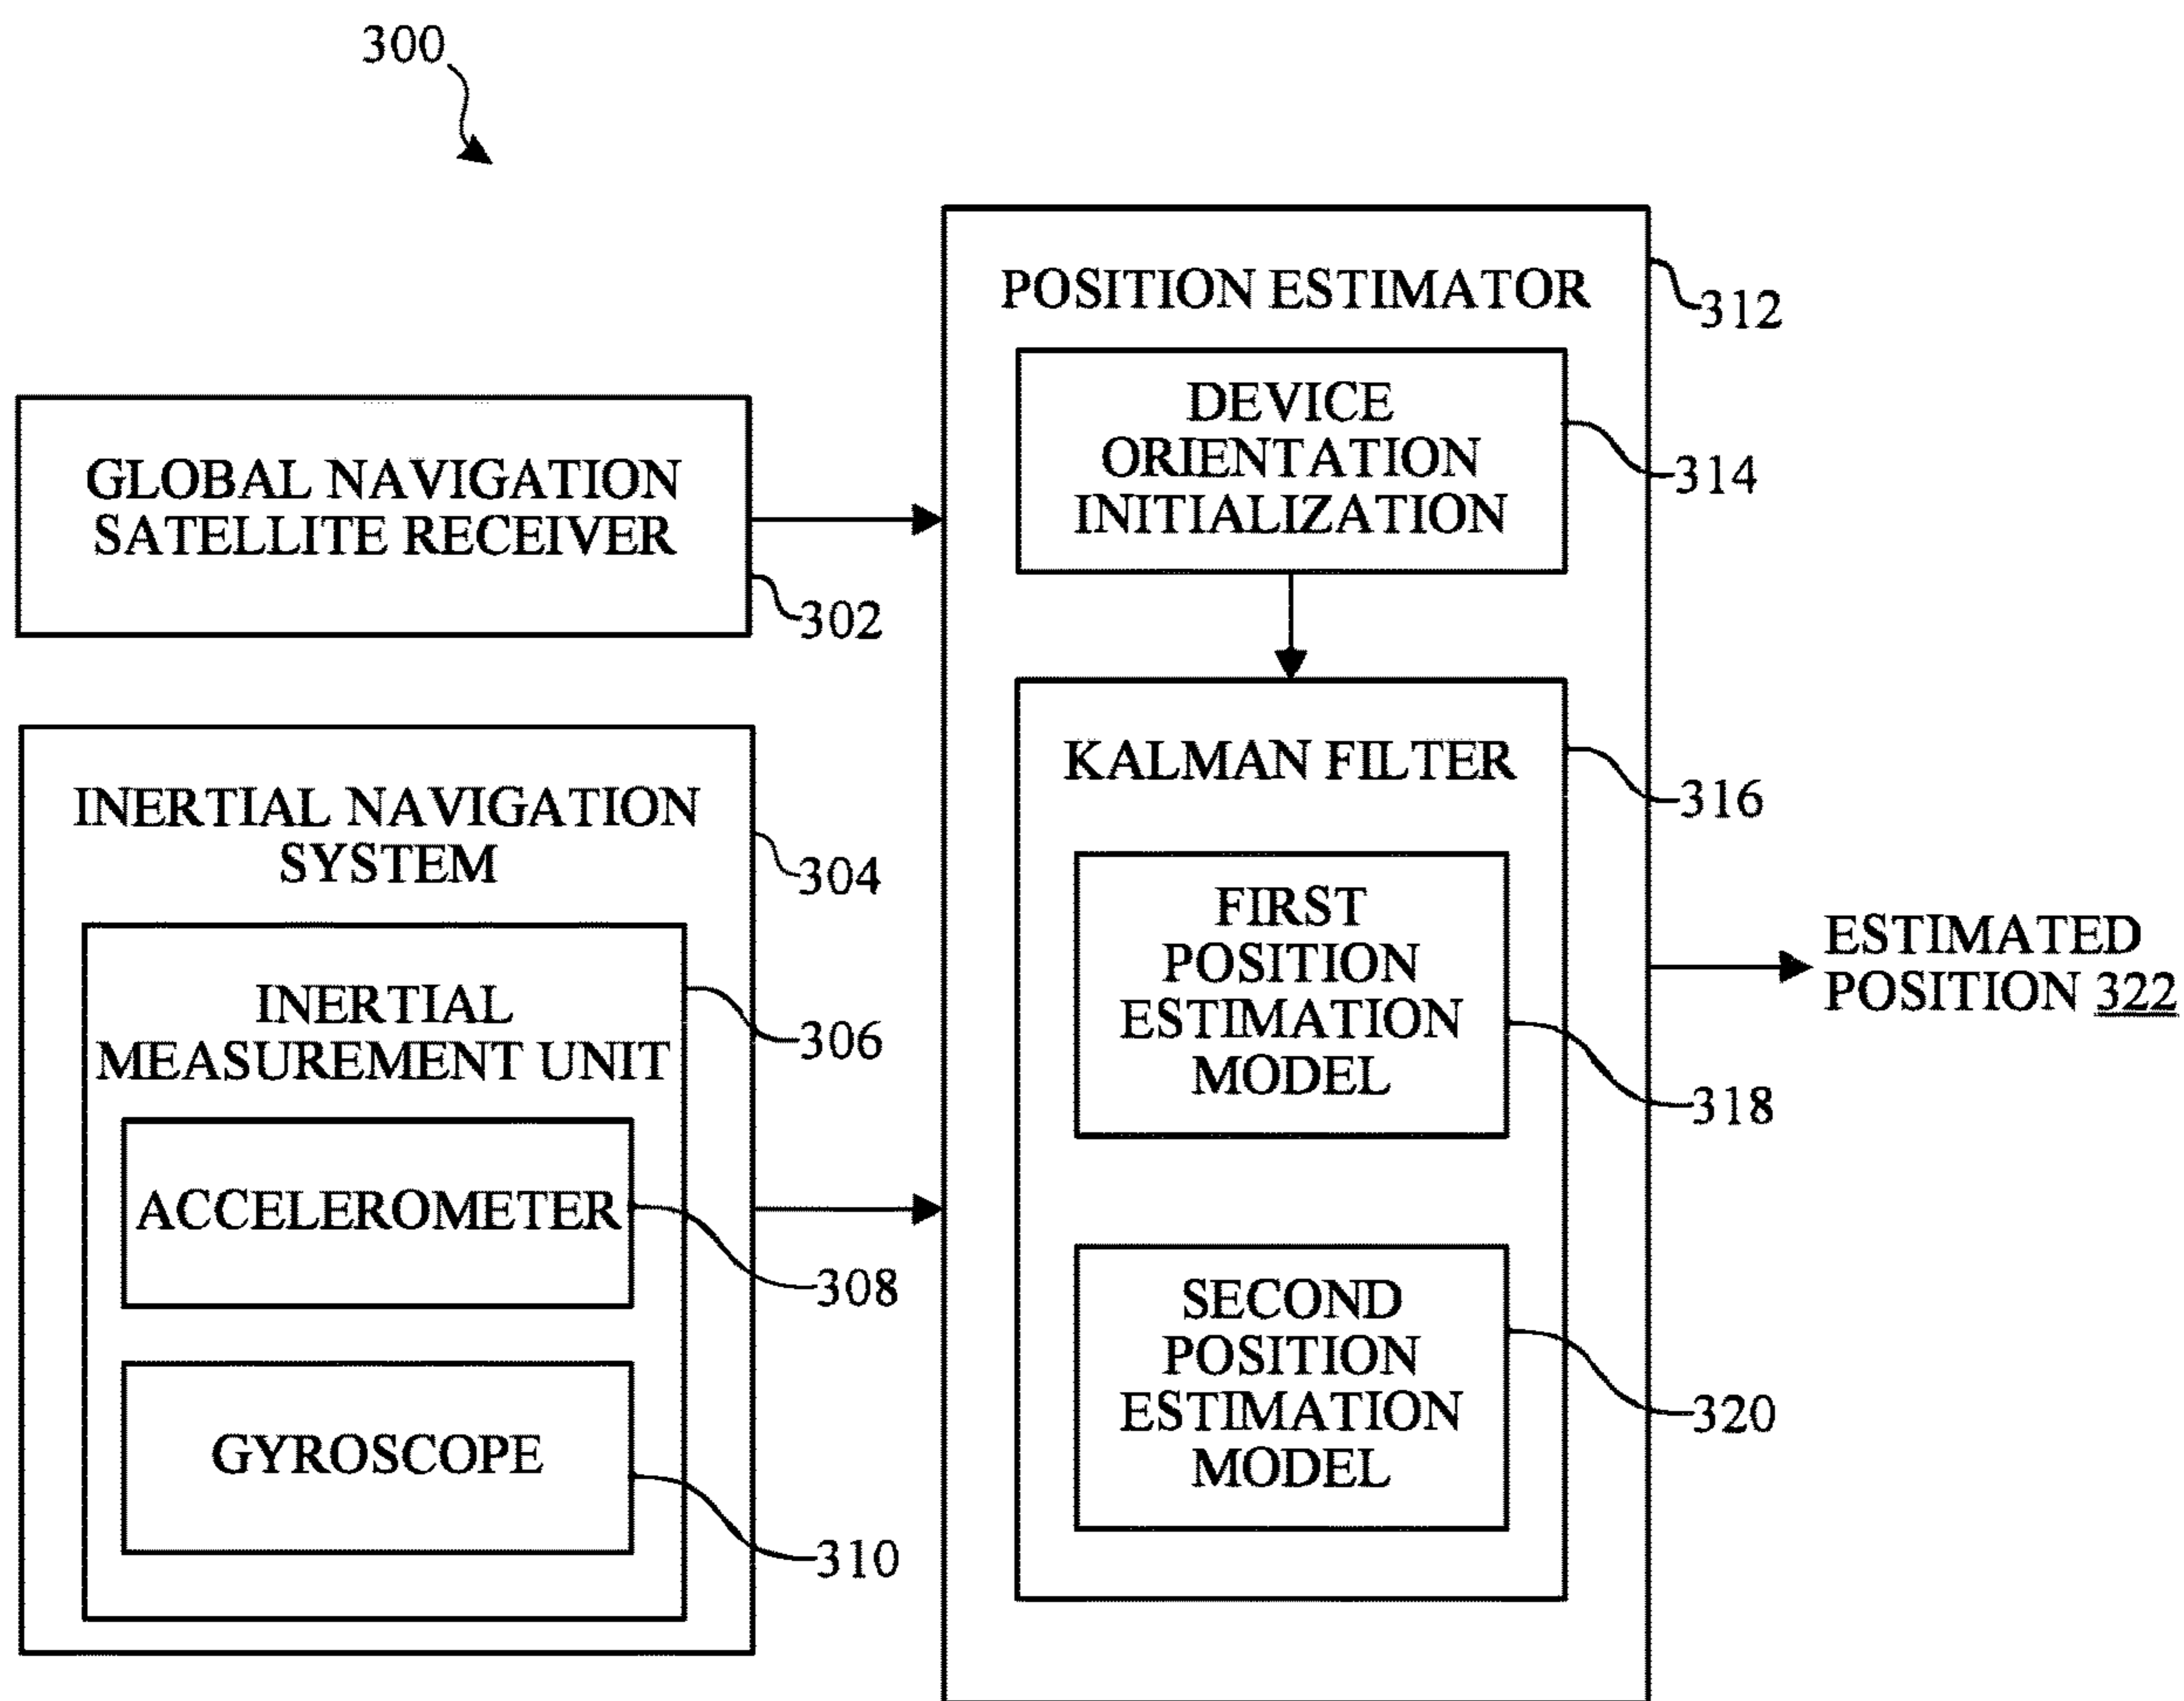 300
POSITION ESTIMATOR
312
DEVICE
ORIENTATION
INITIALIZATION
314
GLOBAL NAVIGATION
SATELLITE RECEIVER
302
KALMAN FILTER
316
INERTIAL NAVIGATION
SYSTEM
304
FIRST
POSITION
ESTIMATION
MODEL
318
ESTIMATED
POSITION 322
INERTIAL
MEASUREMENT UNIT
306
ACCELEROMETER
308
SECOND
POSITION
ESTIMATION
MODEL
320
GYROSCOPE
310